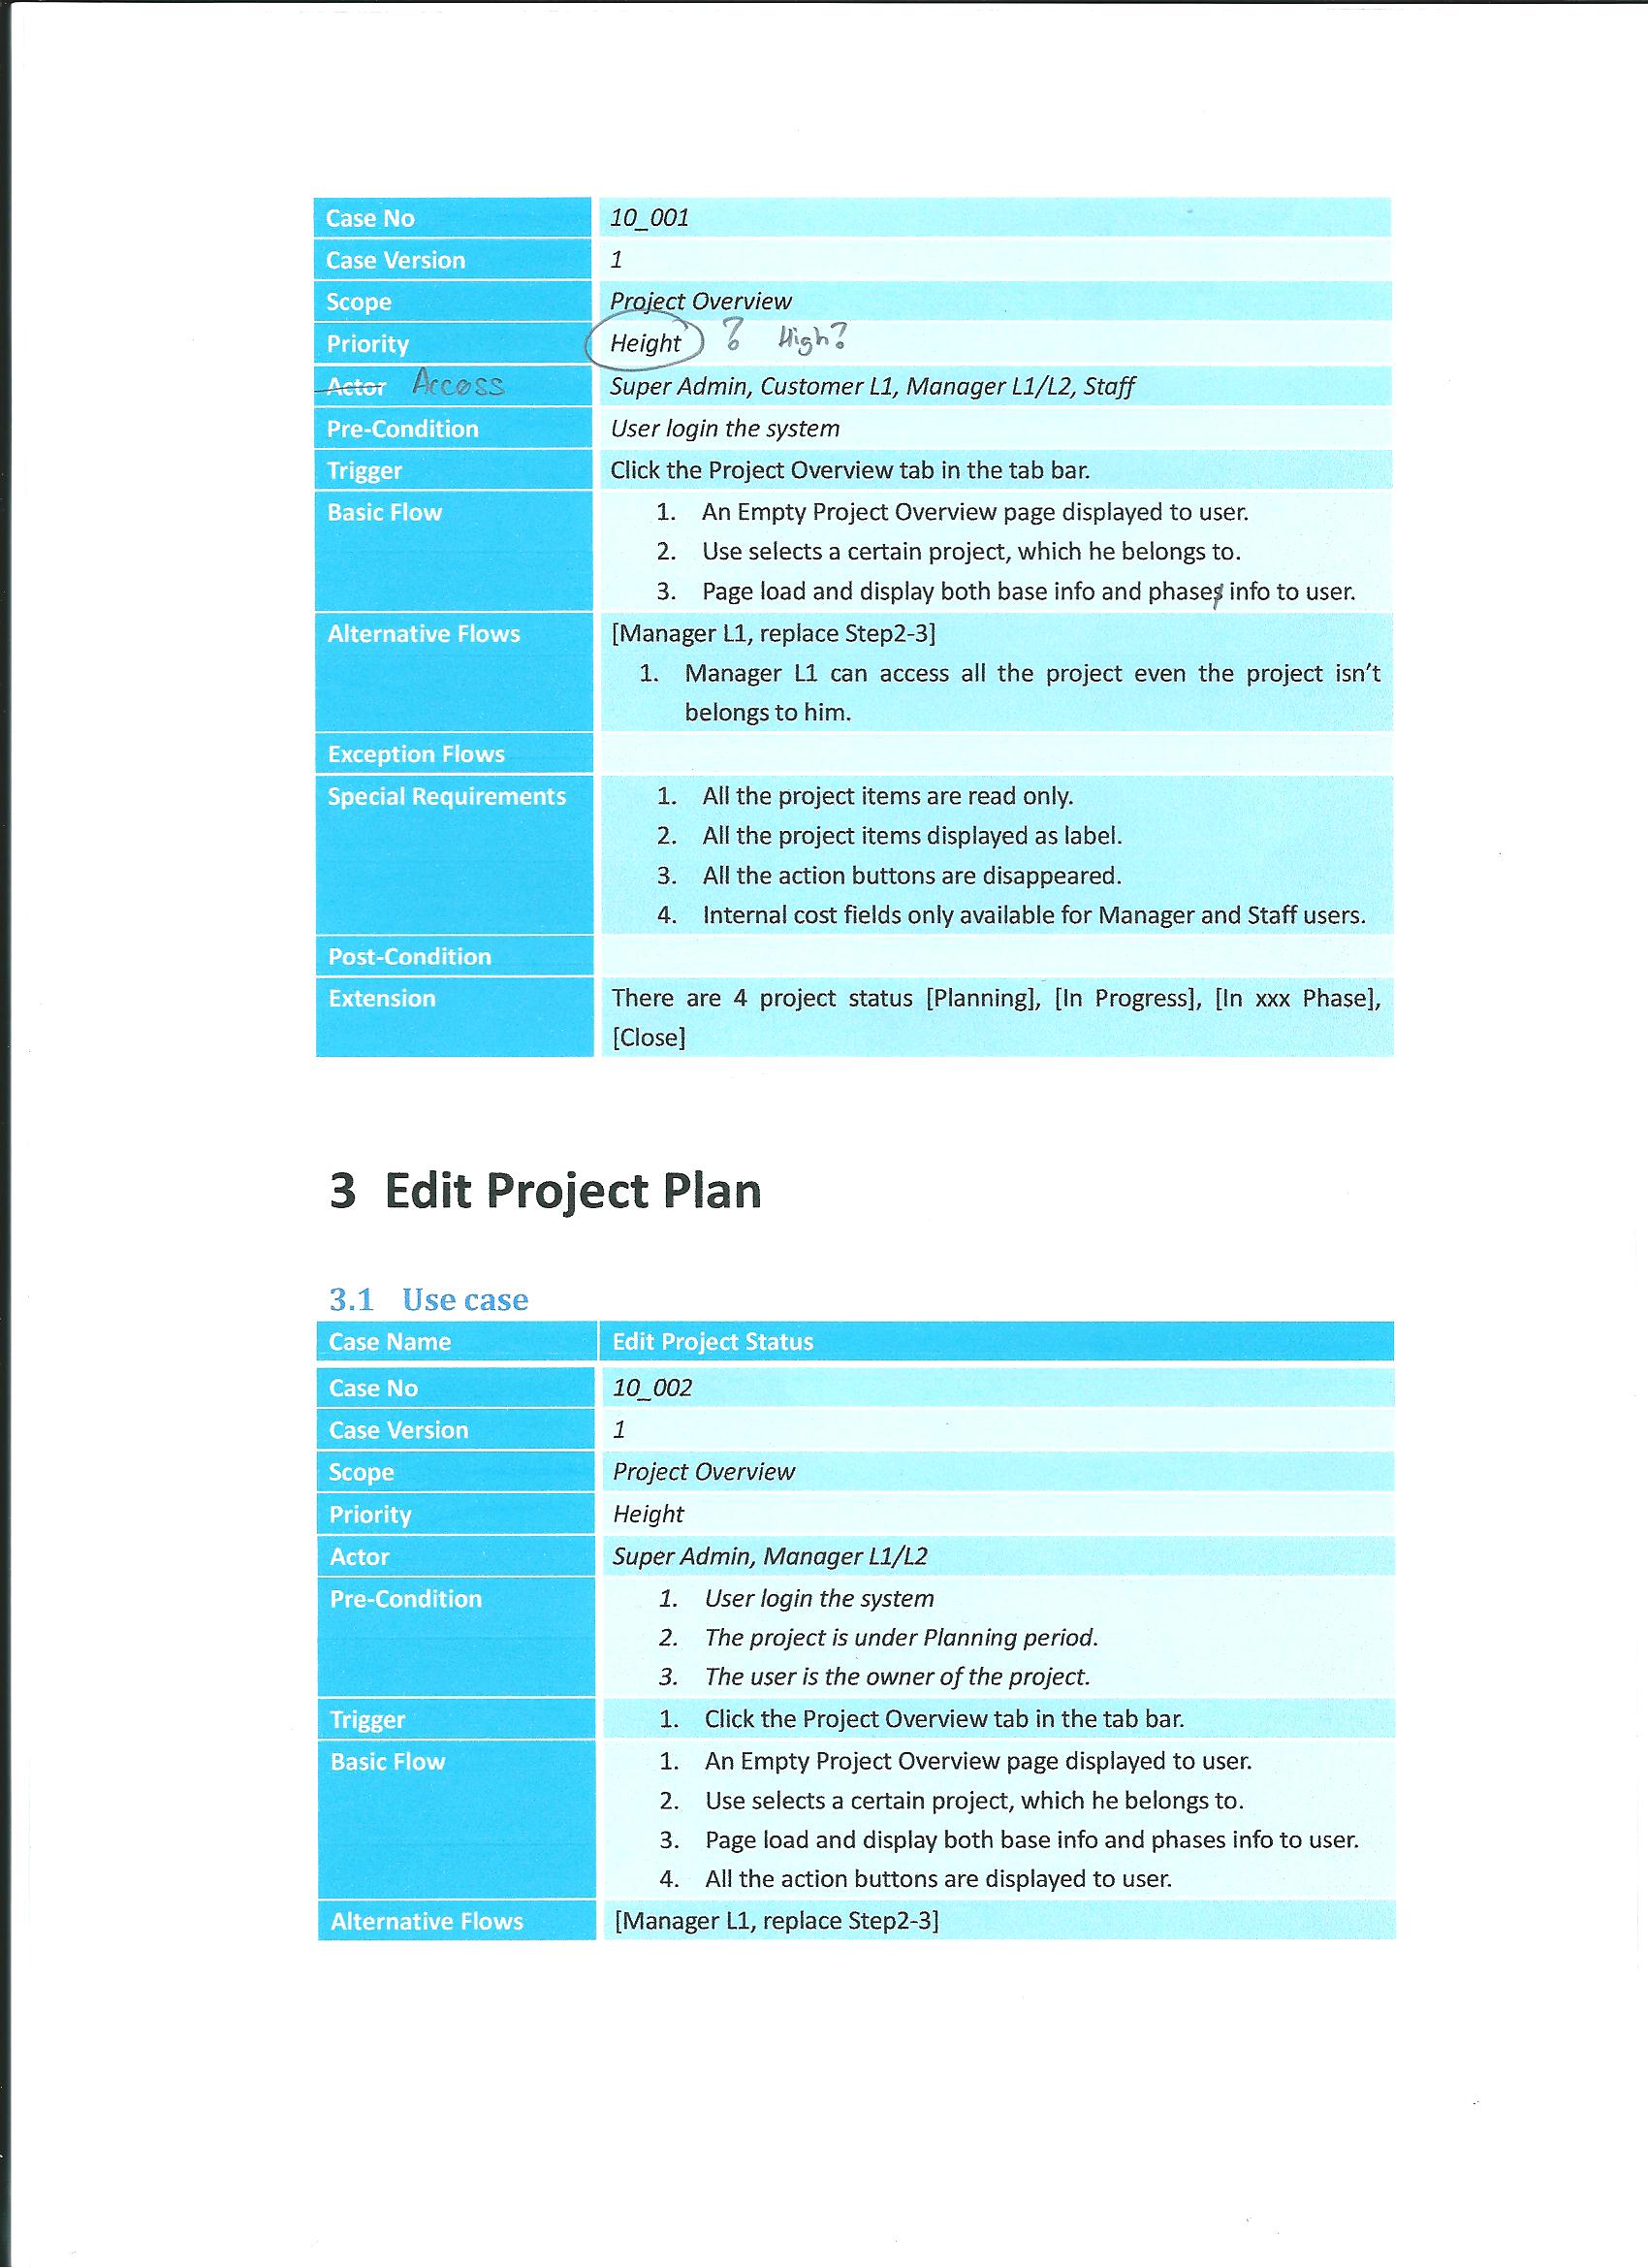 Case No 10_001
Case Version 1
Scope Project Overview
Priority Height ? High?
Actor Access Super Admin, Customer L1, Manager L1/L2, Staff
Pre-Condition User login the system
Trigger Click the Project Overview tab in the tab bar.
Basic Flow 1. An Empty Project Overview page displayed to user.
2. Use selects a certain project, which he belongs to.
3. Page load and display both base info and phases info to user.
Alternative Flows [Manager L1, replace Step2-3]
1. Manager L1 can access all the project even the project isn't
belongs to him.
Exception Flows
Special Requirements 1. All the project items are read only.
2. All the project items displayed as label.
3. All the action buttons are disappeared.
4. Internal cost fields only available for Manager and Staff users.
Post-Condition
Extension There are 4 project status [Planning], [In Progress], [In xxx Phase],
[Close]
3 Edit Project Plan
3.1 Use case
Case Name Edit Project Status
Case No 10_002
Case Version 1
Scope Project Overview
Priority Height
Actor Super Admin, Manager L1/L2
Pre-Condition 1. User login the system
2. The project is under Planning period.
3. The user is the owner of the project.
Trigger 1. Click the Project Overview tab in the tab bar.
Basic Flow 1. An Empty Project Overview page displayed to user.
2. Use selects a certain project, which he belongs to.
3. Page load and display both base info and phases info to user.
4. All the action buttons are displayed to user.
Alternative Flows [Manager L1, replace Step2-3]